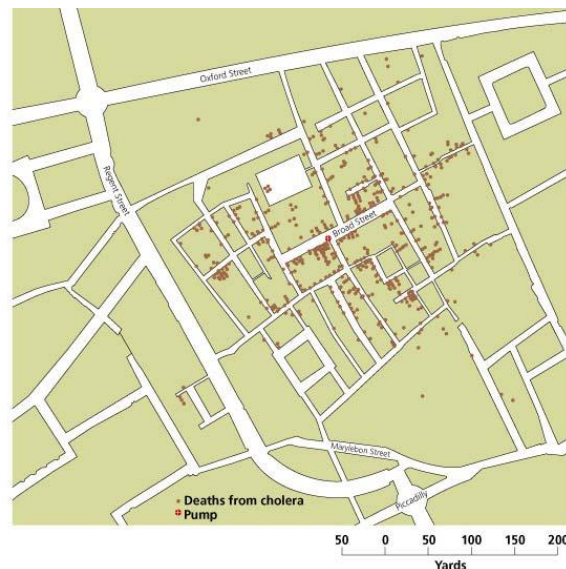 Oxford Street
Regent Street
Broad Street
Marylebon Street
Piccadilly
Deaths from cholera
Pump
50 0 50 100 150 200
Yards